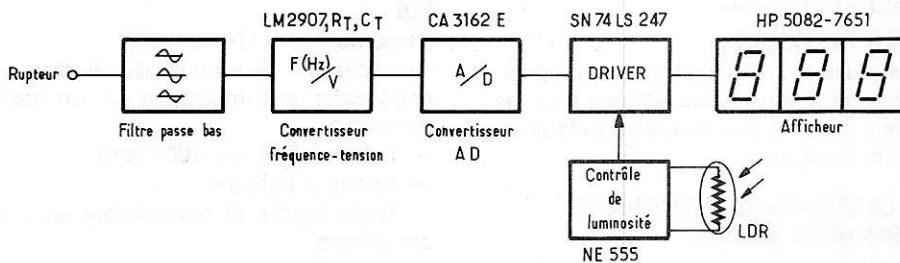 LM2907,RT,CT
CA 3162 E
SN 74 LS 247
HP 5082-7651
Rupteur
F(Hz)
V
A
D
DRIVER
888
Filtre passe bas
Convertisseur
fréquence-tension
Convertisseur
A D
Afficheur
Contrôle
de
luminosité
LDR
NE 555